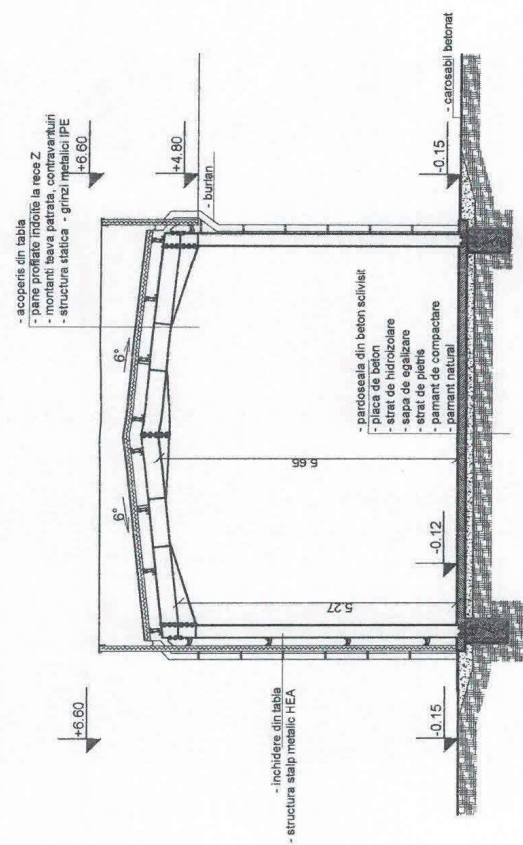 - acoperis din tabla
- pane profilate indoite la rece Z
- montanti teava patrata, contravantuiri
- structura statica - grinzi metalici IPE
+6.60
+6.60
+4.80
6°
6°
- burlan
5.65
5.27
- inchidere din tabla
- structura stalp metalic HEA
- pardoseala din beton sclivisit
- placa de beton
- strat de hidroizolare
- sapa de egalizare
- strat de pietris
- pamant de compactare
- pamant natural
-0.15
-0.12
-0.15
- carosabil betonat